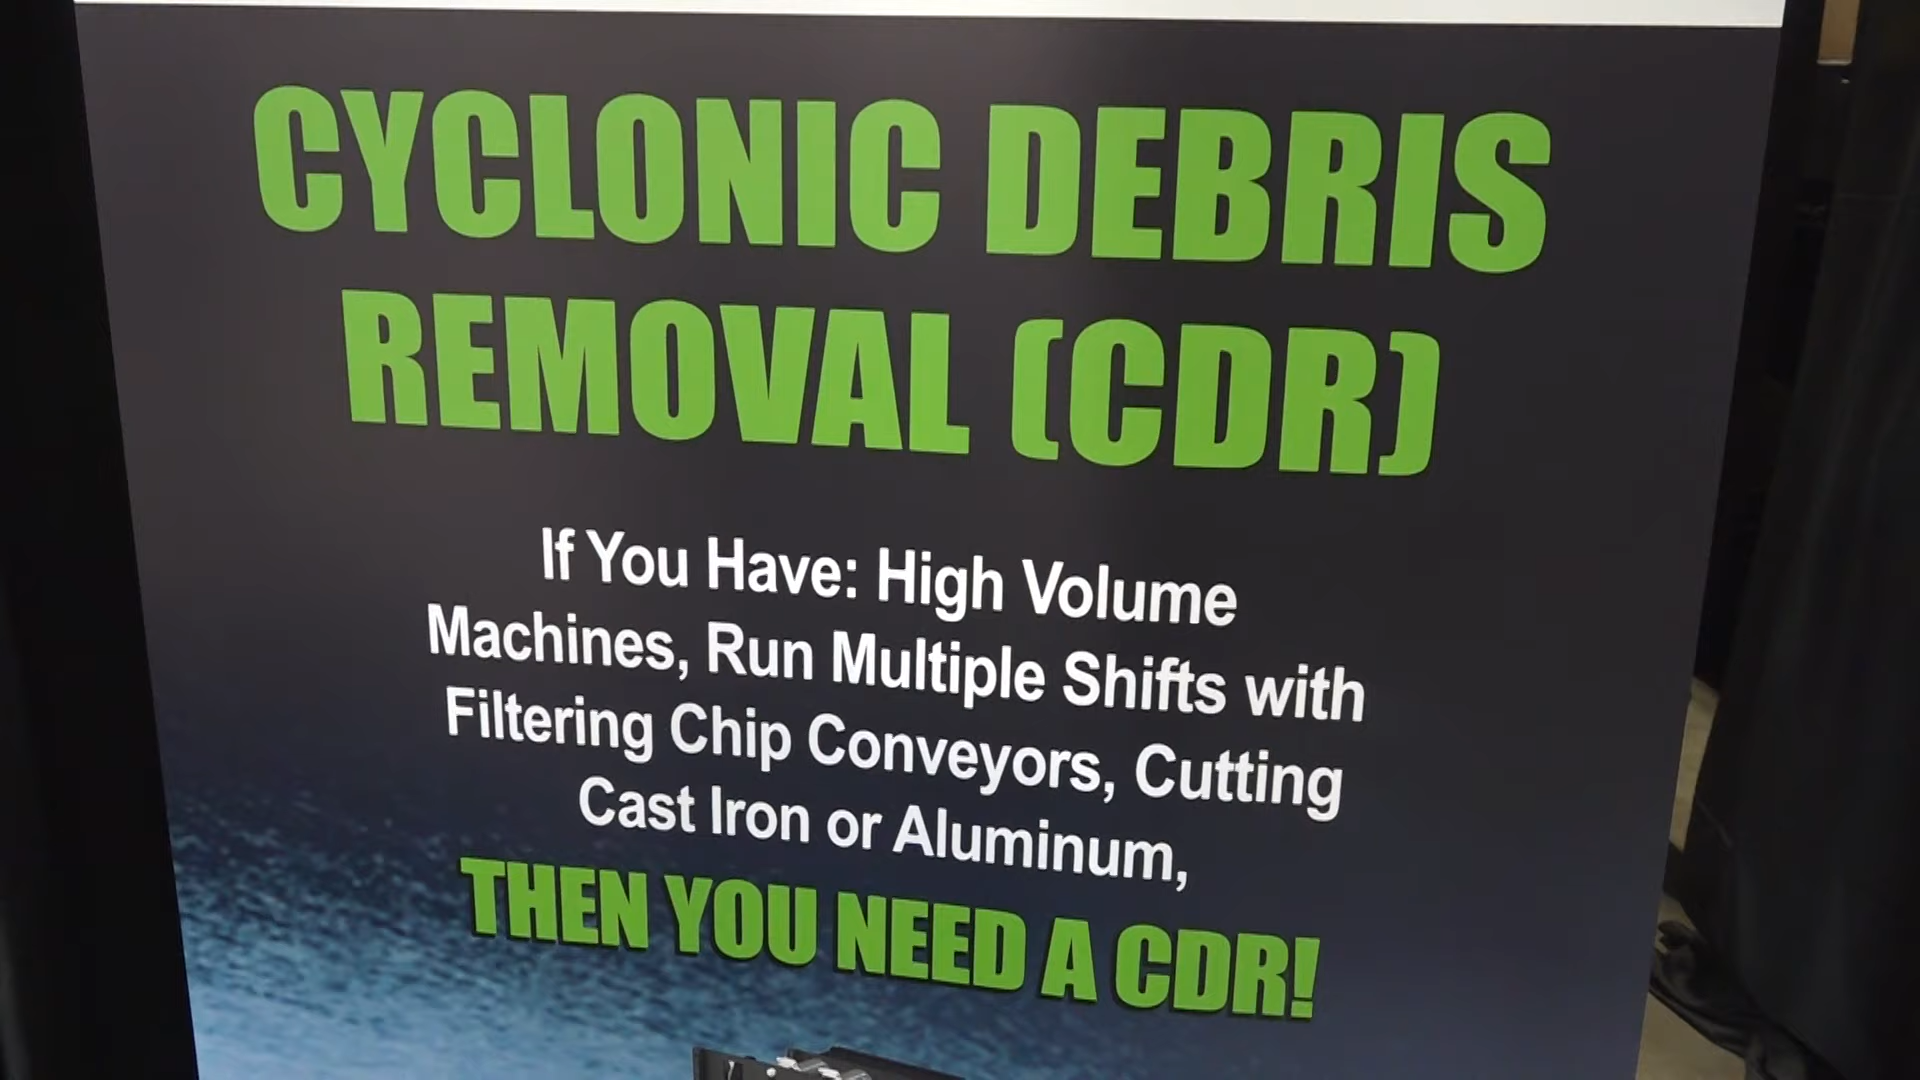 CYCLONIC DEBRIS
REMOVAL (CDR)
If You Have: High Volume
Machines, Run Multiple Shifts with
Filtering Chip Conveyors, Cutting
Cast Iron or Aluminum,
THEN YOU NEED A CDR!